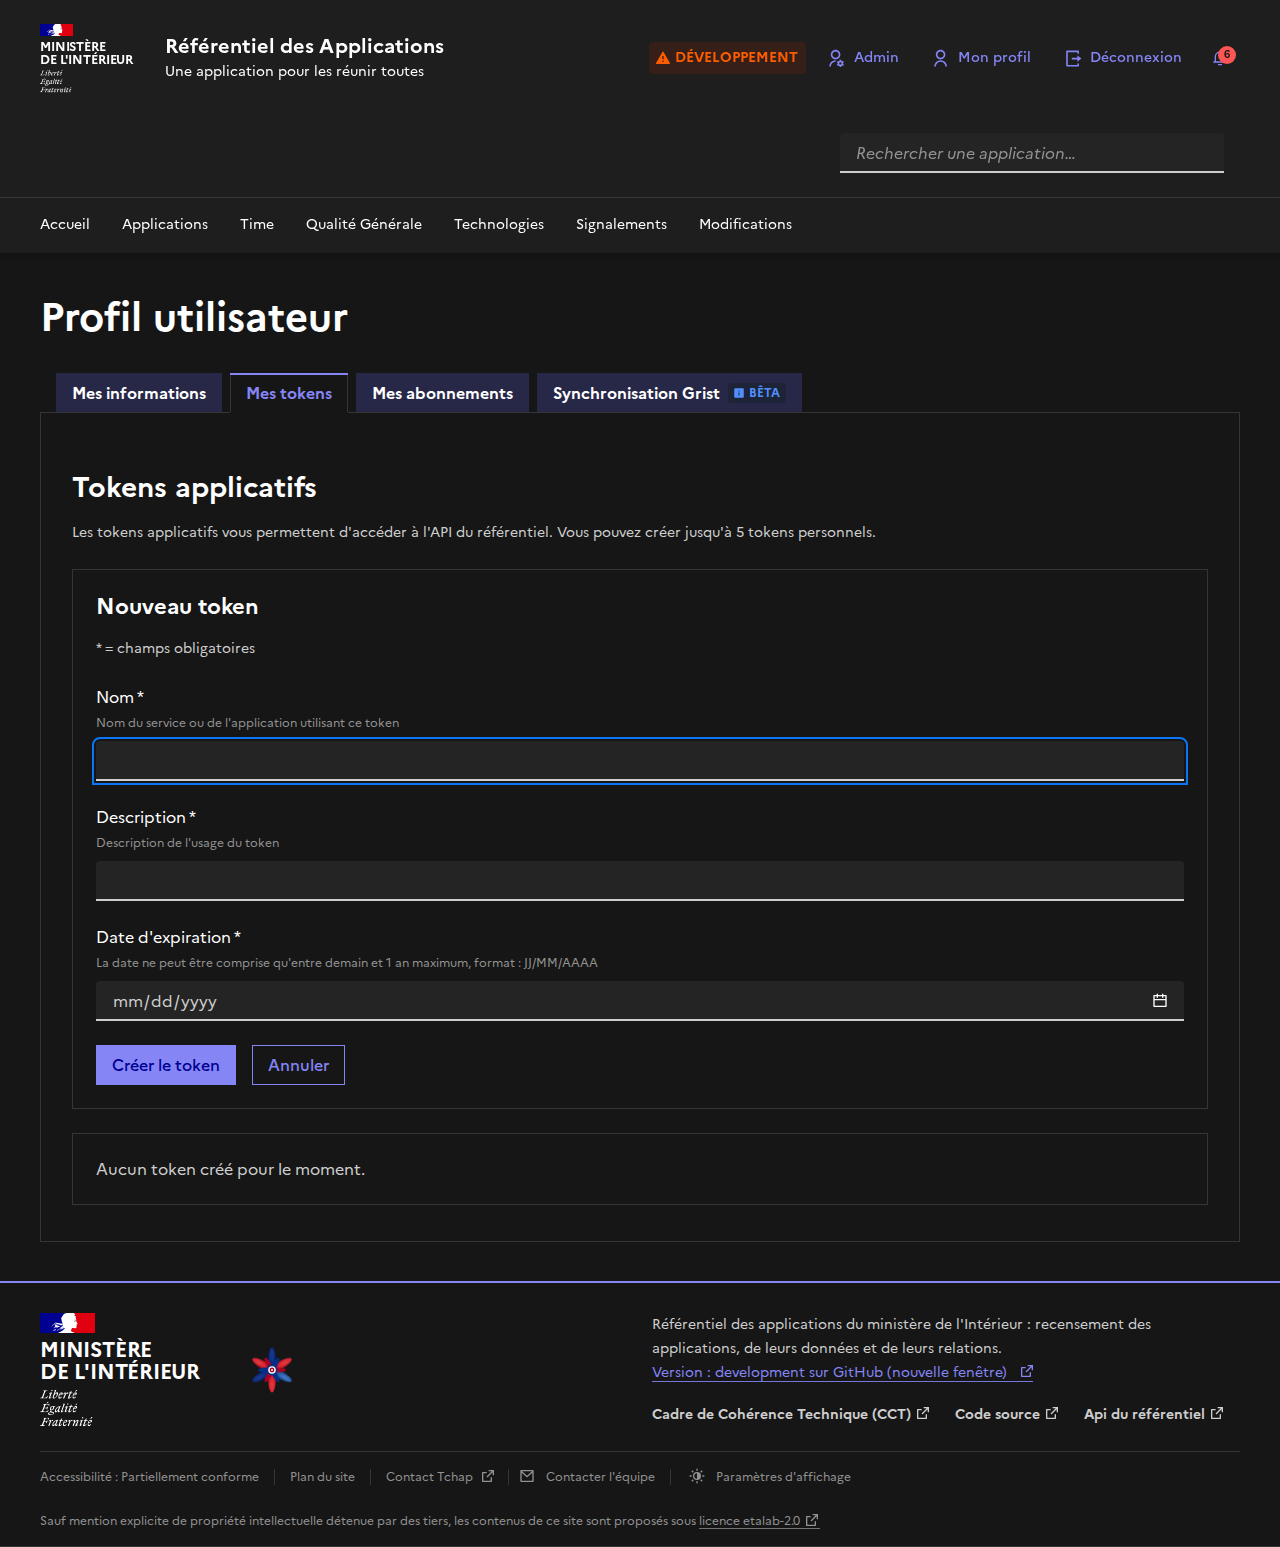 MINISTÈRE
DE L'INTÉRIEUR
Liberté
Égalité
Fraternité
Référentiel des Applications
Une application pour les réunir toutes
DÉVELOPPEMENT
Admin
Mon profil
Déconnexion
6
Rechercher une application…
Accueil
Applications
Time
Qualité Générale
Technologies
Signalements
Modifications
Profil utilisateur
Mes informations
Mes tokens
Mes abonnements
Synchronisation Grist
BÊTA
Tokens applicatifs
Les tokens applicatifs vous permettent d'accéder à l'API du référentiel. Vous pouvez créer jusqu'à 5 tokens personnels.
Nouveau token
* = champs obligatoires
Nom *
Nom du service ou de l'application utilisant ce token
Description *
Description de l'usage du token
Date d'expiration *
La date ne peut être comprise qu'entre demain et 1 an maximum, format : JJ/MM/AAAA
mm/dd/yyyy
Créer le token
Annuler
Aucun token créé pour le moment.
MINISTÈRE
DE L'INTÉRIEUR
Liberté
Égalité
Fraternité
Référentiel des applications du ministère de l'Intérieur : recensement des
applications, de leurs données et de leurs relations.
Version : development sur GitHub (nouvelle fenêtre)
Cadre de Cohérence Technique (CCT)
Code source
Api du référentiel
Accessibilité : Partiellement conforme
Plan du site
Contact Tchap
Contacter l'équipe
Paramètres d'affichage
Sauf mention explicite de propriété intellectuelle détenue par des tiers, les contenus de ce site sont proposés sous licence etalab-2.0